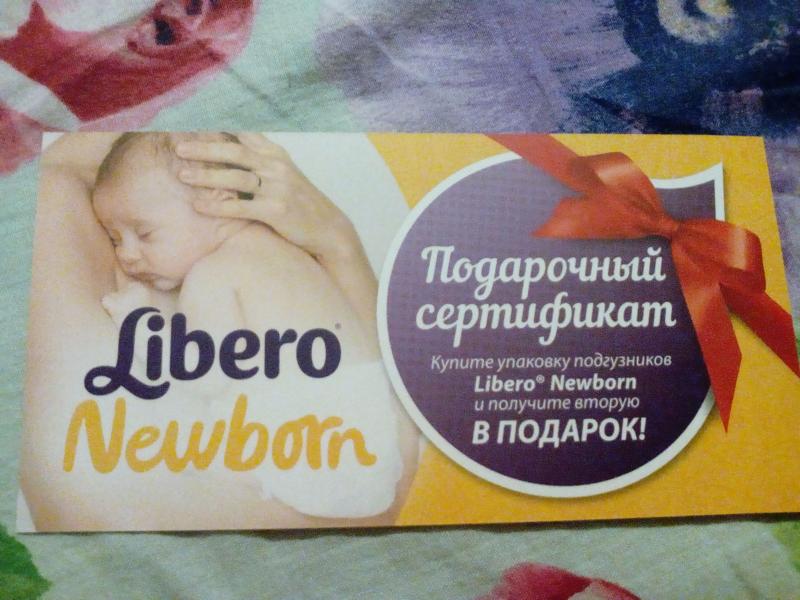 Libero®
Newborn
Подарочный
сертификат
Купите упаковку подгузников
Libero® Newborn
и получите вторую
В ПОДАРОК!